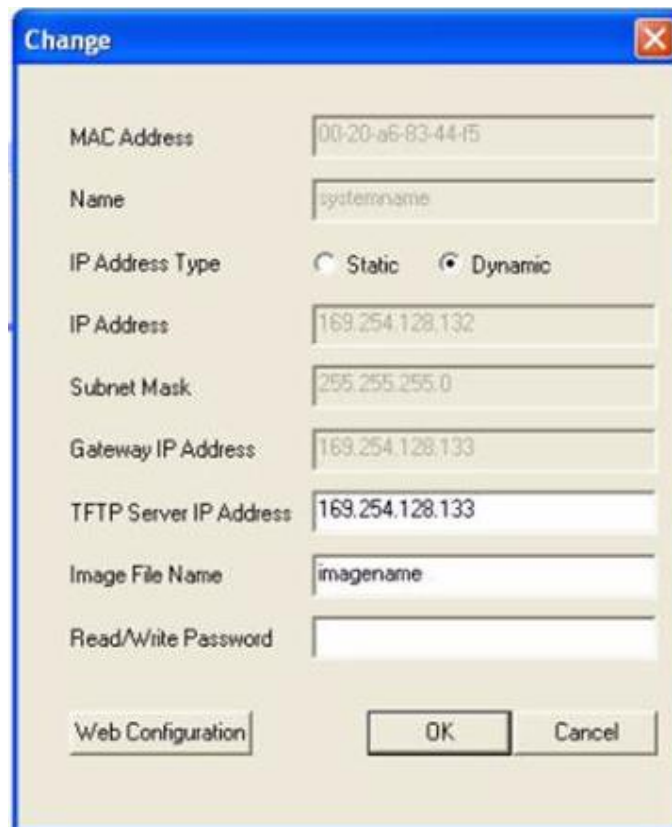 Change
MAC Address 00-20-a6-83-44-f5
Name systemname
IP Address Type Static Dynamic
IP Address 169.254.128.132
Subnet Mask 255.255.255.0
Gateway IP Address 169.254.128.133
TFTP Server IP Address 169.254.128.133
Image File Name imagename
Read/Write Password
Web Configuration OK Cancel